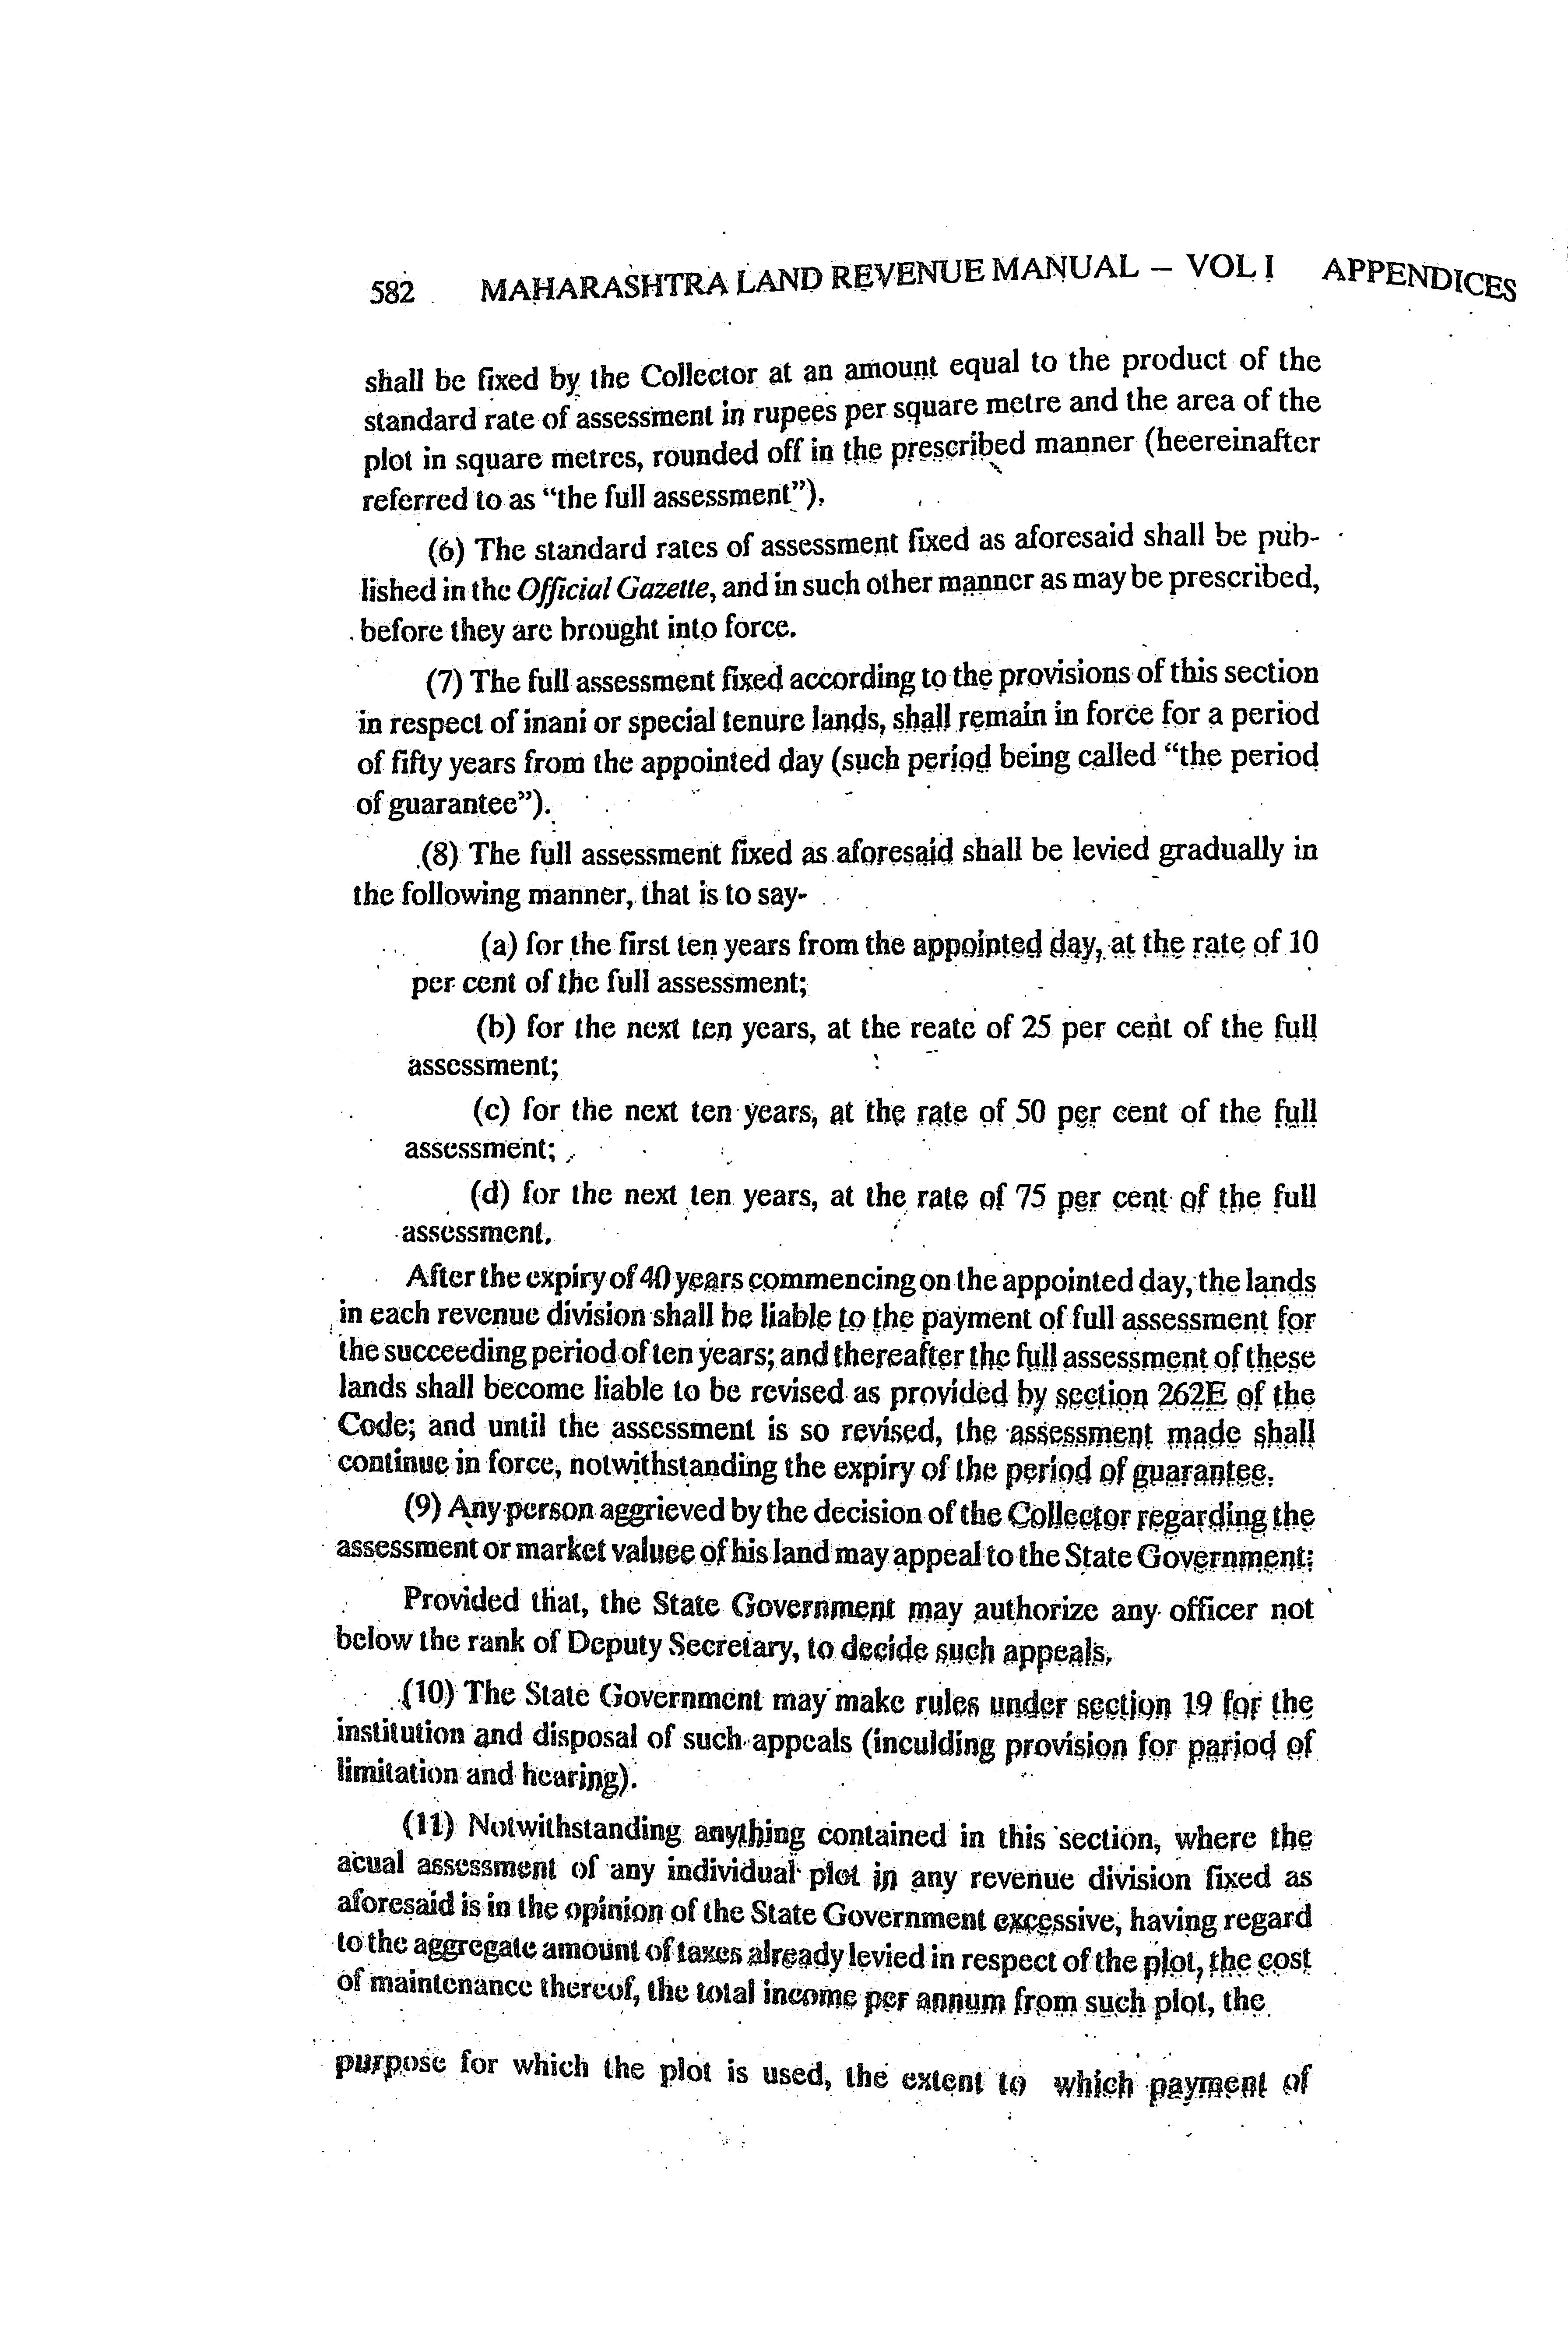 582 MAHARASHTRA LAND REVENUE MANUAL – VOL I APPENDICES
shall be fixed by the Collector at an amount equal to the product of the
standard rate of assessment in rupees per square metre and the area of the
plot in square metres, rounded off in the prescribed manner (heereinafter
referred to as “the full assessment”).
(6) The standard rates of assessment fixed as aforesaid shall be pub-
lished in the Official Gazette, and in such other manner as may be prescribed,
before they are brought into force.
(7) The full assessment fixed according to the provisions of this section
in respect of inani or special tenure lands, shall remain in force for a period
of fifty years from the appointed day (such period being called “the period
of guarantee”).
(8) The full assessment fixed as aforesaid shall be levied gradually in
the following manner, that is to say-
(a) for the first ten years from the appointed day, at the rate of 10
per cent of the full assessment;
(b) for the next ten years, at the reate of 25 per cent of the full
assessment;
(c) for the next ten years, at the rate of 50 per cent of the full
assessment;
(d) for the next ten years, at the rate of 75 per cent of the full
assessment.
After the expiry of 40 years commencing on the appointed day, the lands
in each revenue division shall be liable to the payment of full assessment for
the succeeding period of ten years; and thereafter the full assessment of these
lands shall become liable to be revised as provided by section 262E of the
Code; and until the assessment is so revised, the assessment made shall
continue in force, notwithstanding the expiry of the period of guarantee.
(9) Any person aggrieved by the decision of the Collector regarding the
assessment or market valuee of his land may appeal to the State Government:
Provided that, the State Government may authorize any officer not
below the rank of Deputy Secretary, to decide such appeals.
(10) The State Government may make rules under section 19 for the
institution and disposal of such appeals (inculding provision for pariod of
limitation and hearing).
(11) Notwithstanding anything contained in this section, where the
acual assessment of any individual plot in any revenue division fixed as
aforesaid is in the opinion of the State Government excessive, having regard
to the aggregate amount of taxes already levied in respect of the plot, the cost
of maintenance thereof, the total income per annum from such plot, the
purpose for which the plot is used, the extent to which payment of